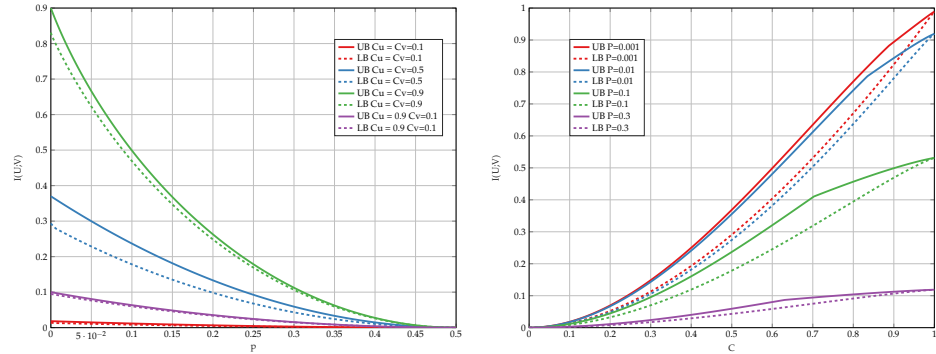 0.9
0.8
0.7
0.6
0.5
0.4
0.3
0.2
0.1
0
I(U;V)
0 5 · 10⁻² 0.1 0.15 0.2 0.25 0.3 0.35 0.4 0.45 0.5
P
UB Cu = Cv=0.1
LB Cu = Cv=0.1
UB Cu = Cv=0.5
LB Cu = Cv=0.5
UB Cu = Cv=0.9
LB Cu = Cv=0.9
UB Cu = 0.9 Cv=0.1
LB Cu = 0.9 Cv=0.1
1
0.9
0.8
0.7
0.6
0.5
0.4
0.3
0.2
0.1
0
I(U;V)
0 0.1 0.2 0.3 0.4 0.5 0.6 0.7 0.8 0.9 1
C
UB P=0.001
LB P=0.001
UB P=0.01
LB P=0.01
UB P=0.1
LB P=0.1
UB P=0.3
LB P=0.3